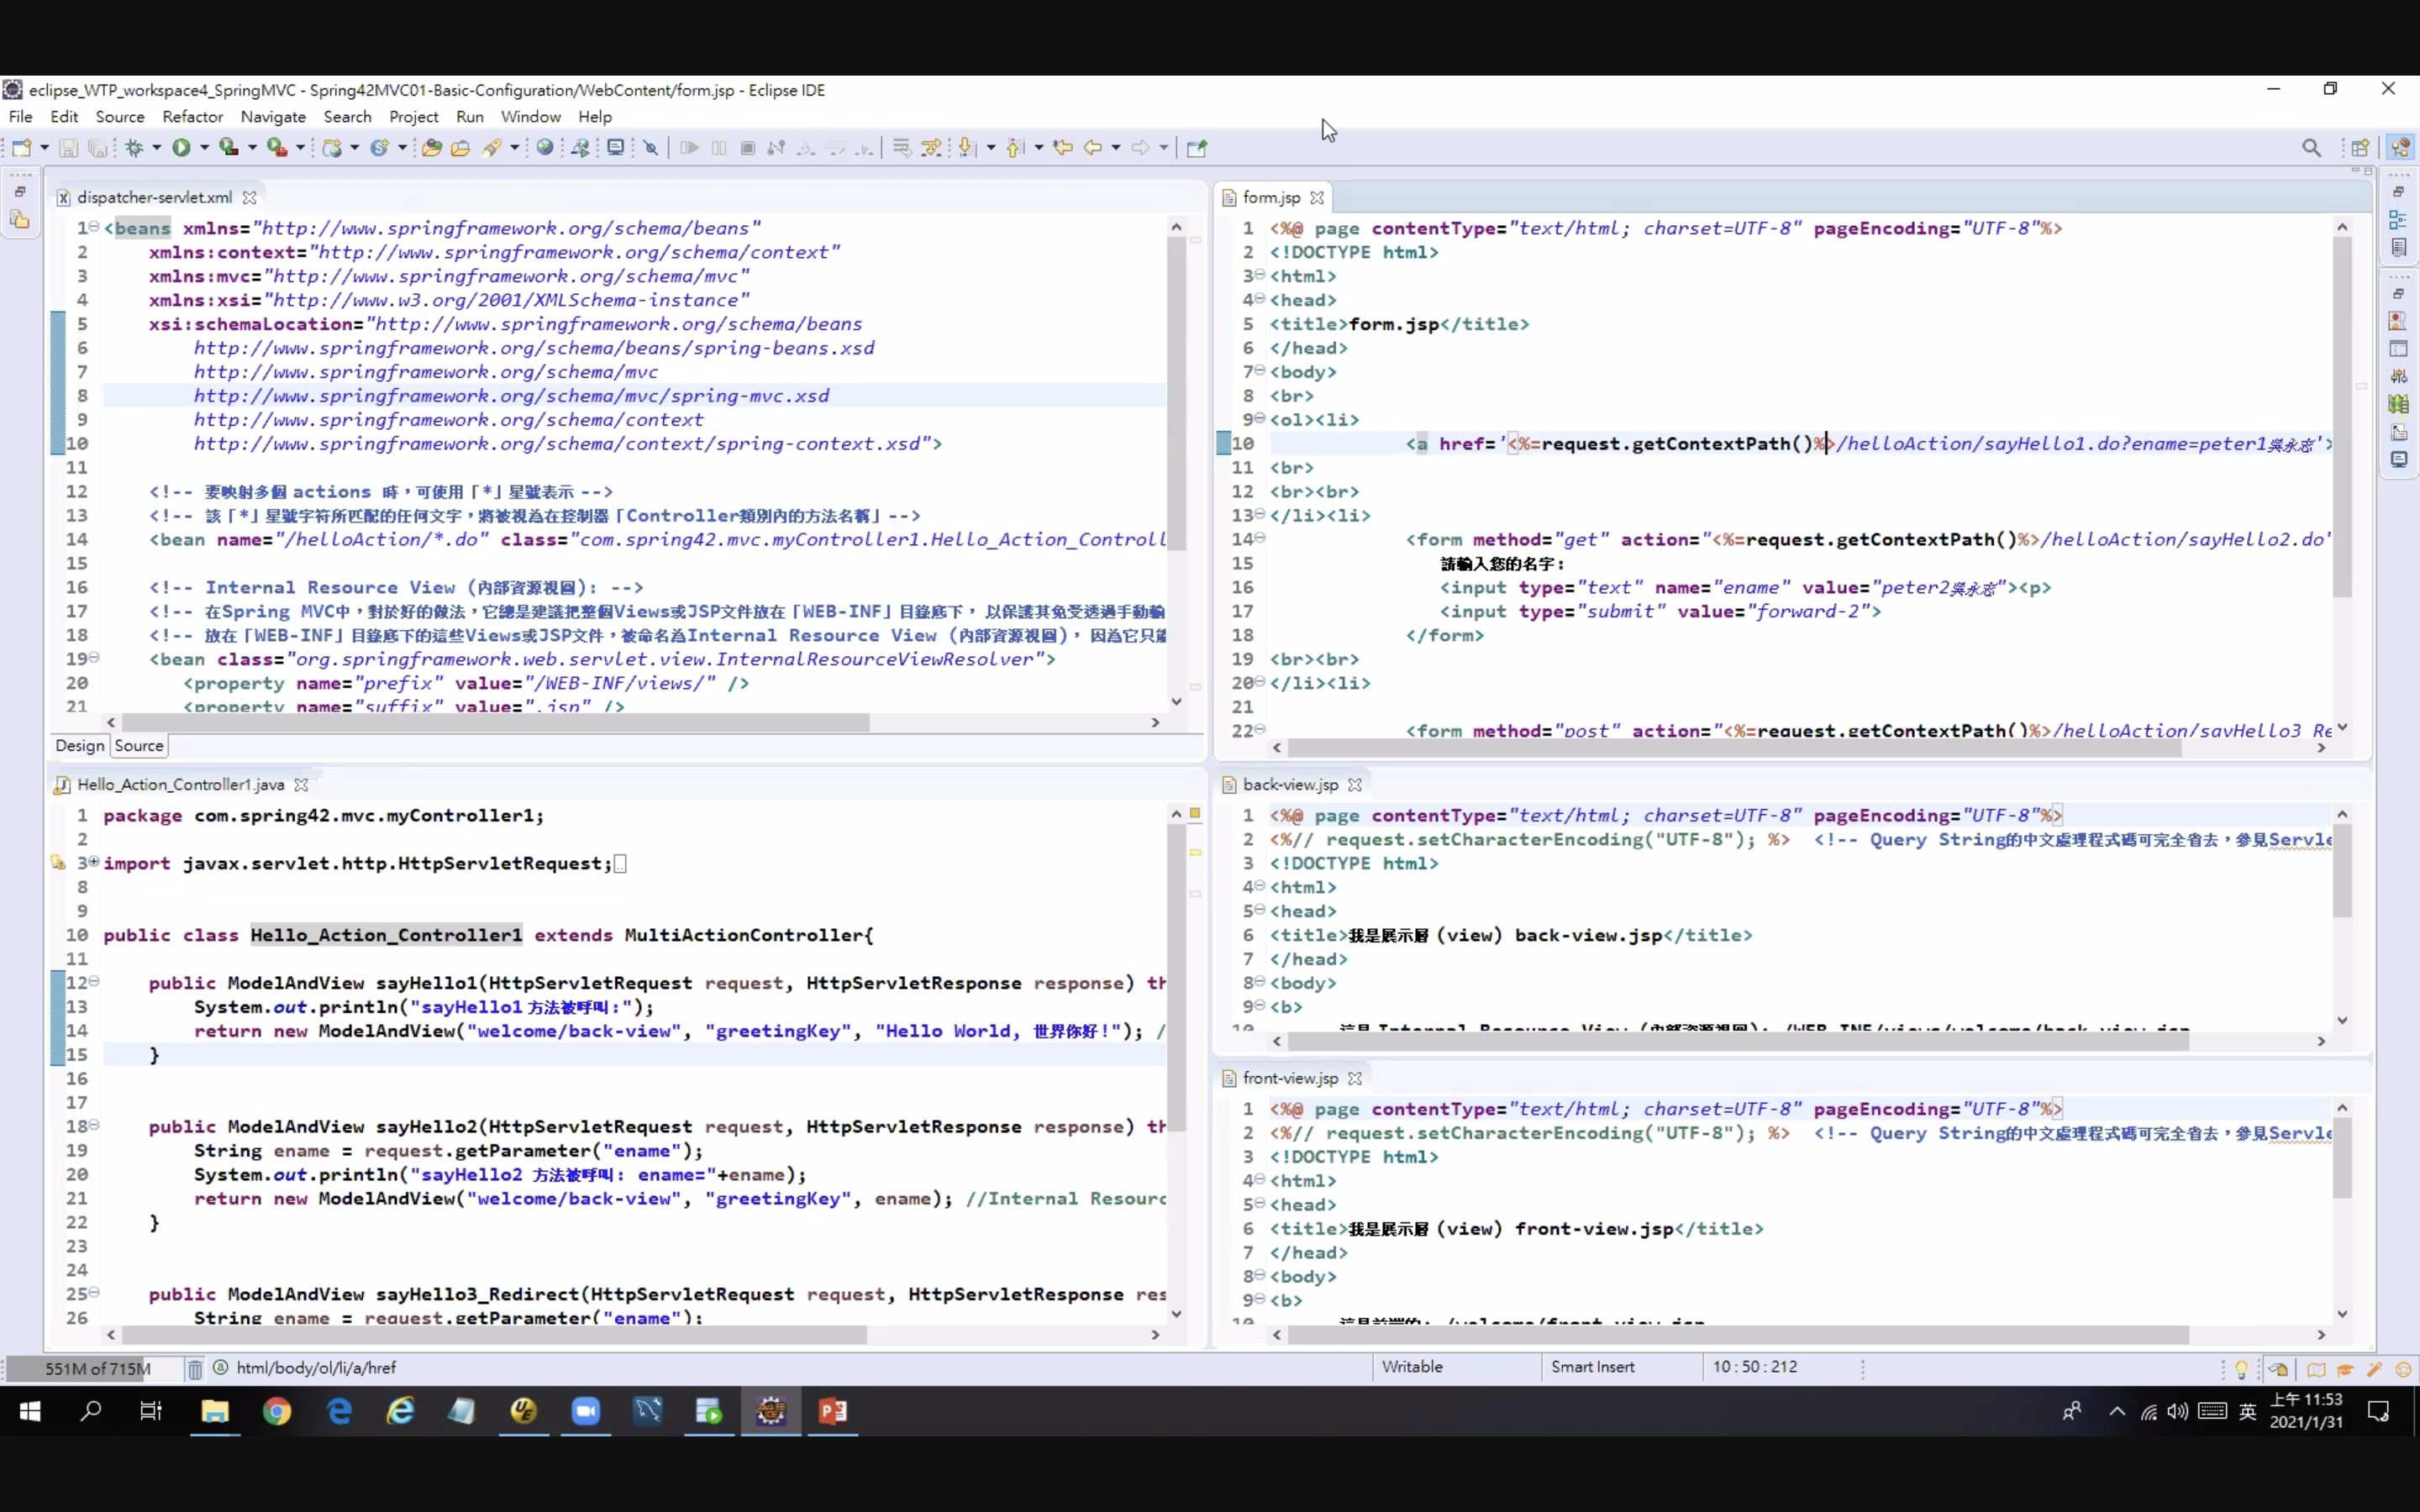 eclipse_WTP_workspace4_SpringMVC - Spring42MVC01-Basic-Configuration/WebContent/form.jsp - Eclipse IDE
File Edit Source Refactor Navigate Search Project Run Window Help
dispatcher-servlet.xml
1 <beans xmlns="http://www.springframework.org/schema/beans"
2 xmlns:context="http://www.springframework.org/schema/context"
3 xmlns:mvc="http://www.springframework.org/schema/mvc"
4 xmlns:xsi="http://www.w3.org/2001/XMLSchema-instance"
5 xsi:schemaLocation="http://www.springframework.org/schema/beans
6 http://www.springframework.org/schema/beans/spring-beans.xsd
7 http://www.springframework.org/schema/mvc
8 http://www.springframework.org/schema/mvc/spring-mvc.xsd
9 http://www.springframework.org/schema/context
10 http://www.springframework.org/schema/context/spring-context.xsd">
11
12 <!-- 要映射多個 actions 時，可使用「*」星號表示 -->
13 <!-- 該「*」星號字符所匹配的任何文字，將被視為在控制器「Controller類別內的方法名稱」-->
14 <bean name="/helloAction/*.do" class="com.spring42.mvc.myController1.Hello_Action_Controll
15
16 <!-- Internal Resource View (內部資源視圖): -->
17 <!-- 在Spring MVC中，對於好的做法，它總是建議把整個Views或JSP文件放在「WEB-INF」目錄底下， 以保護其免受透過手動輸
18 <!-- 放在「WEB-INF」目錄底下的這些Views或JSP文件，被命名為Internal Resource View (內部資源視圖)， 因為它只能
19 <bean class="org.springframework.web.servlet.view.InternalResourceViewResolver">
20 <property name="prefix" value="/WEB-INF/views/" />
21 <property name="suffix" value=".jsp" />
Design Source
form.jsp
1 <%@ page contentType="text/html; charset=UTF-8" pageEncoding="UTF-8"%>
2 <!DOCTYPE html>
3 <html>
4 <head>
5 <title>form.jsp</title>
6 </head>
7 <body>
8 <br>
9 <ol><li>
10 <a href='<%=request.getContextPath()%>/helloAction/sayHello1.do?ename=peter1吳永志'>
11 <br>
12 <br><br>
13 </li><li>
14 <form method="get" action="<%=request.getContextPath()%>/helloAction/sayHello2.do"
15 請輸入您的名字:
16 <input type="text" name="ename" value="peter2吳永志"><p>
17 <input type="submit" value="forward-2">
18 </form>
19 <br><br>
20 </li><li>
21
22 <form method="post" action="<%=request.getContextPath()%>/helloAction/sayHello3_Re
Hello_Action_Controller1.java
1 package com.spring42.mvc.myController1;
2
3 import javax.servlet.http.HttpServletRequest;
8
9
10 public class Hello_Action_Controller1 extends MultiActionController{
11
12 public ModelAndView sayHello1(HttpServletRequest request, HttpServletResponse response) th
13 System.out.println("sayHello1 方法被呼叫:");
14 return new ModelAndView("welcome/back-view", "greetingKey", "Hello World, 世界你好!"); /
15 }
16
17
18 public ModelAndView sayHello2(HttpServletRequest request, HttpServletResponse response) th
19 String ename = request.getParameter("ename");
20 System.out.println("sayHello2 方法被呼叫: ename="+ename);
21 return new ModelAndView("welcome/back-view", "greetingKey", ename); //Internal Resourc
22 }
23
24
25 public ModelAndView sayHello3_Redirect(HttpServletRequest request, HttpServletResponse res
26 String ename = request.getParameter("ename");
back-view.jsp
1 <%@ page contentType="text/html; charset=UTF-8" pageEncoding="UTF-8"%>
2 <%// request.setCharacterEncoding("UTF-8"); %> <!-- Query String的中文處理程式碼可完全省去，參見Servle
3 <!DOCTYPE html>
4 <html>
5 <head>
6 <title>我是展示層 (view) back-view.jsp</title>
7 </head>
8 <body>
9 <b>
10 這是 Internal Resource View (內部資源視圖): /WEB-INF/views/welcome/back-view.jsp
front-view.jsp
1 <%@ page contentType="text/html; charset=UTF-8" pageEncoding="UTF-8"%>
2 <%// request.setCharacterEncoding("UTF-8"); %> <!-- Query String的中文處理程式碼可完全省去，參見Servle
3 <!DOCTYPE html>
4 <html>
5 <head>
6 <title>我是展示層 (view) front-view.jsp</title>
7 </head>
8 <body>
9 <b>
10 這是前端的: /welcome/front-view.jsp
551M of 715M html/body/ol/li/a/href Writable Smart Insert 10 : 50 : 212
英 上午 11:53
2021/1/31